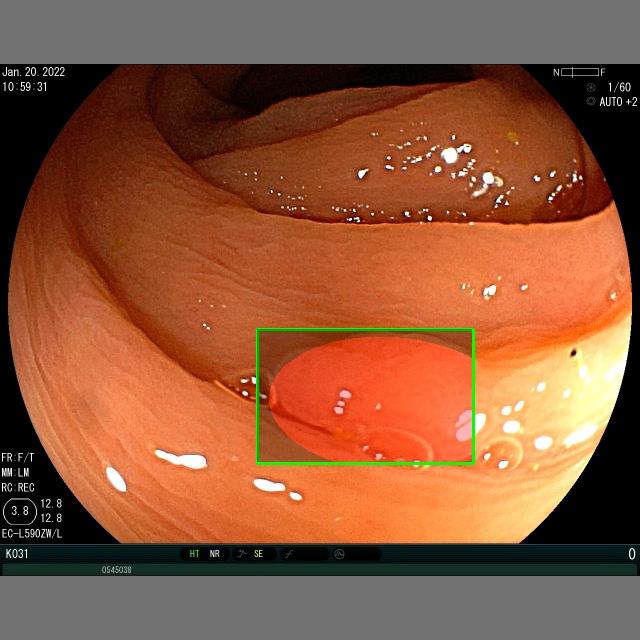 Jan. 20. 2022
10:59:31
N F
1/60
AUTO +2
FR:F/T
MM:LM
RC:REC
3.8 12.8
12.8
EC-L590ZW/L
K031 HT NR SE 0
0545038